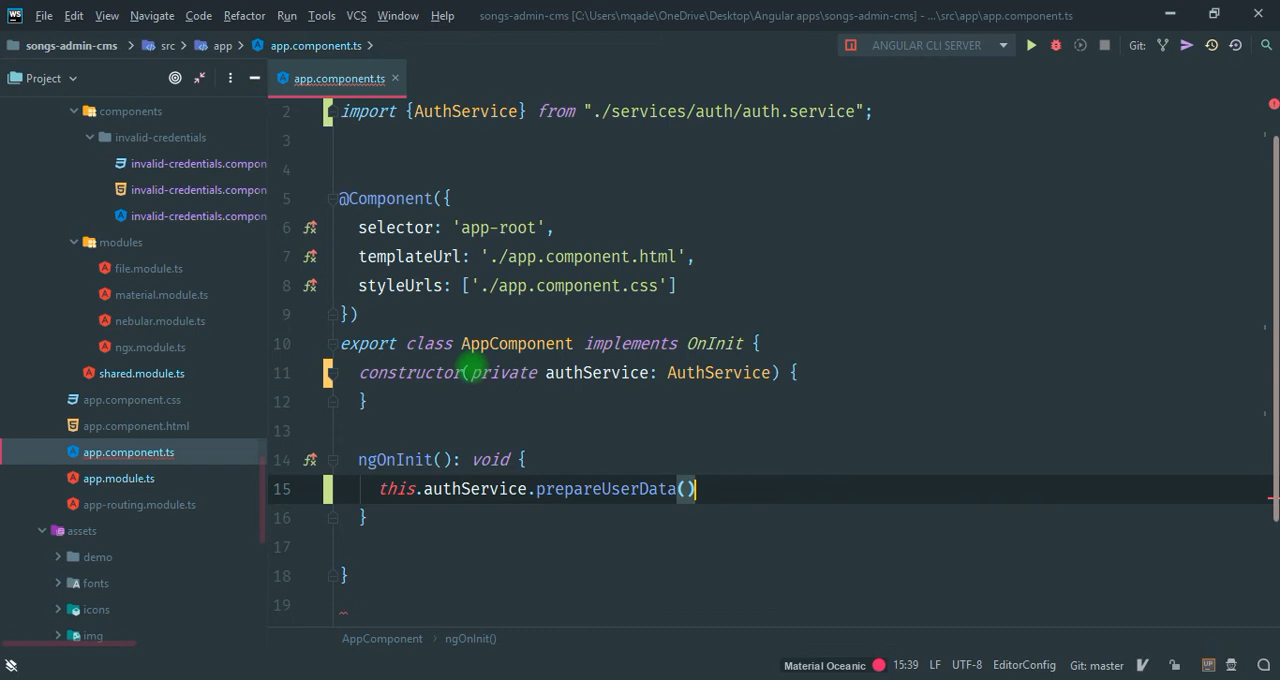 WS File Edit View Navigate Code Refactor Run Tools VCS Window Help songs-admin-cms [C:\Users\mqade\OneDrive\Desktop\Angular apps\songs-admin-cms] - ...\src\app\app.component.ts
songs-admin-cms src app app.component.ts ANGULAR CLI SERVER Git:
Project app.component.ts
components
invalid-credentials
invalid-credentials.compon
invalid-credentials.compon
invalid-credentials.compon
modules
file.module.ts
material.module.ts
nebular.module.ts
ngx.module.ts
shared.module.ts
app.component.css
app.component.html
app.component.ts
app.module.ts
app-routing.module.ts
assets
demo
fonts
icons
img
2 import {AuthService} from "./services/auth/auth.service";
3
4
5 @Component({
6 selector: 'app-root',
7 templateUrl: './app.component.html',
8 styleUrls: ['./app.component.css']
9 })
10 export class AppComponent implements OnInit {
11 constructor(private authService: AuthService) {
12 }
13
14 ngOnInit(): void {
15 this.authService.prepareUserData()
16 }
17
18 }
19
AppComponent ngOnInit()
Material Oceanic 15:39 LF UTF-8 EditorConfig Git: master UP